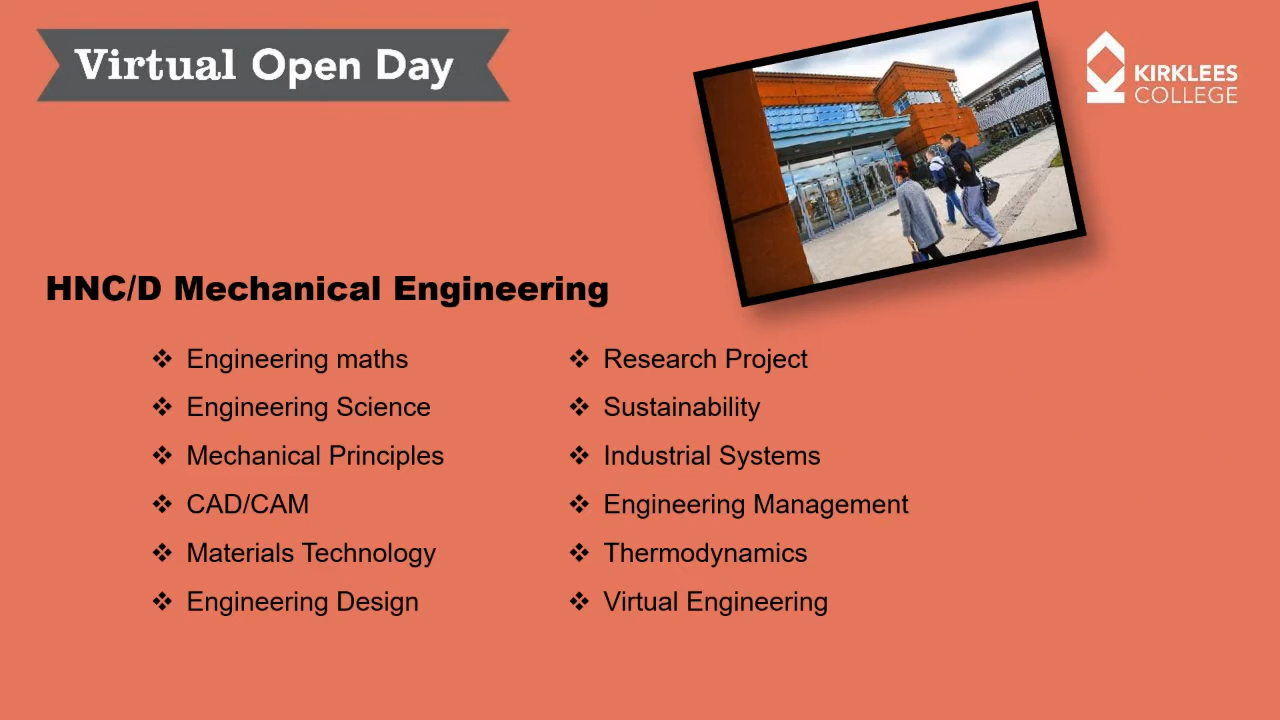 Virtual Open Day
KIRKLEES
COLLEGE
HNC/D Mechanical Engineering
❖ Engineering maths
❖ Engineering Science
❖ Mechanical Principles
❖ CAD/CAM
❖ Materials Technology
❖ Engineering Design
❖ Research Project
❖ Sustainability
❖ Industrial Systems
❖ Engineering Management
❖ Thermodynamics
❖ Virtual Engineering